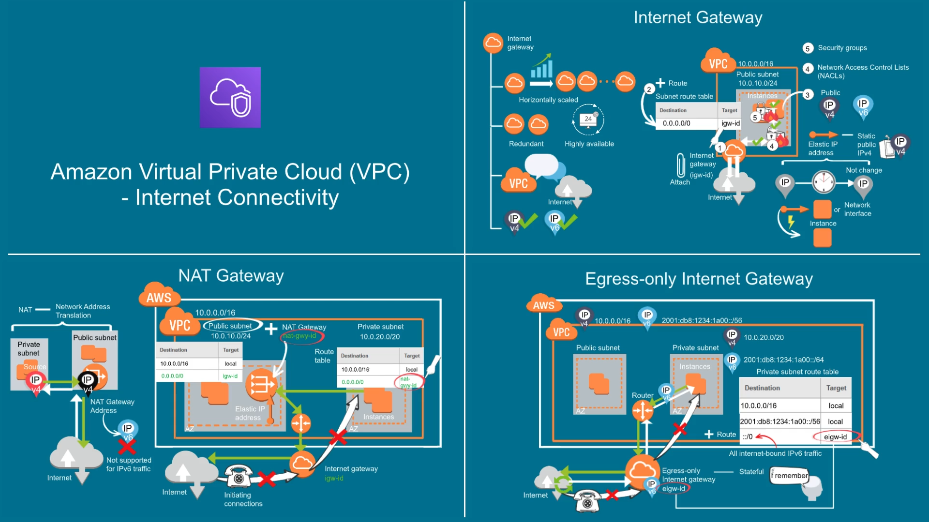 Amazon Virtual Private Cloud (VPC)
- Internet Connectivity
Internet Gateway
Internet
gateway
Horizontally scaled
Redundant
24
Highly available
VPC
Internet
IP
v4
IP
v6
VPC
10.0.0.0/16
Public subnet
10.0.10.0/24
Instances
2
+ Route
Subnet route table
Destination
Target
0.0.0.0/0
igw-id
5
4
1
Internet
gateway
(igw-id)
Attach
Internet
5
Security groups
4
Network Access Control Lists
(NACLs)
3
Public
IP
v4
IP
v6
Elastic IP
address
Static
public
IPv4
IP
v4
Not change
IP
IP
Network
interface
or
Instance
NAT Gateway
NAT
Network Address
Translation
Private
subnet
Public subnet
Source
IP
v4
IP
v4
NAT Gateway
Address
IP
v6
Not supported
for IPv6 traffic
Internet
AWS
VPC
10.0.0.0/16
Public subnet
10.0.10.0/24
+
NAT Gateway
nat-gwy-id
Private subnet
10.0.20.0/20
Route
table
Destination
Target
10.0.0.0/16
local
0.0.0.0/0
igw-id
Destination
Target
10.0.0.0/16
local
0.0.0.0/0
nat-
gwy-id
Elastic IP
address
AZ
Instances
Internet gateway
igw-id
Internet
Initiating
connections
Egress-only Internet Gateway
AWS
VPC
IP
v4
10.0.0.0/16
IP
v6
2001:db8:1234:1a00::/56
IP
v4
10.0.20.0/20
IP
v6
2001:db8:1234:1a00::/64
Public subnet
Private subnet
Instances
AZ
AZ
Router
IP
v6
Private subnet route table
Destination
Target
10.0.0.0/16
local
2001:db8:1234:1a00::/56
local
+ Route
::/0
eigw-id
All internet-bound IPv6 traffic
Internet
IP
v6
Egress-only
Internet gateway
eigw-id
Stateful
I remember